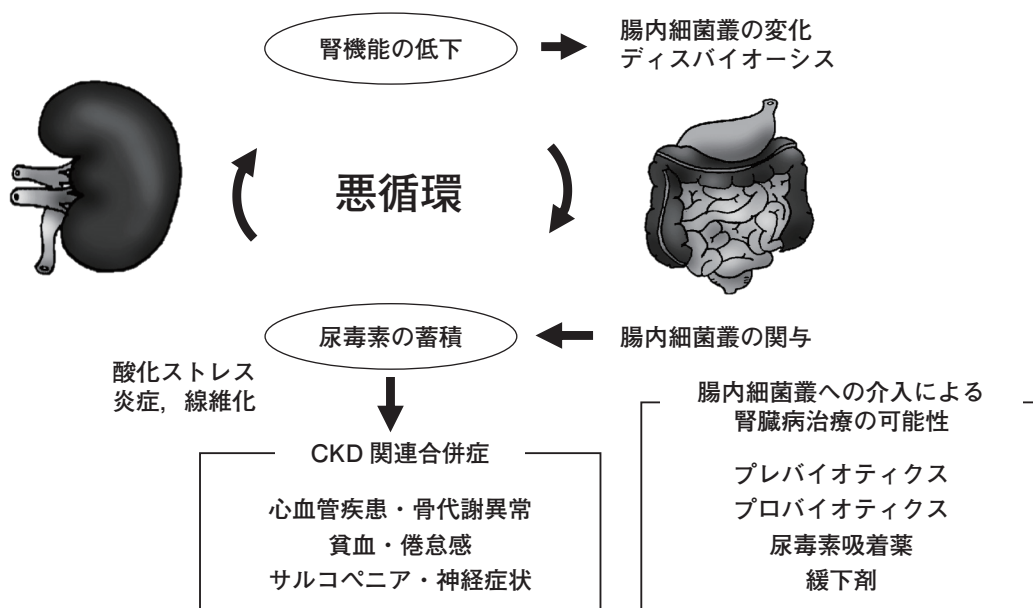 腎機能の低下
腸内細菌叢の変化
ディスバイオーシス
悪循環
尿毒素の蓄積
腸内細菌叢の関与
酸化ストレス
炎症，線維化
CKD 関連合併症
心血管疾患・骨代謝異常
貧血・倦怠感
サルコペニア・神経症状
腸内細菌叢への介入による
腎臓病治療の可能性
プレバイオティクス
プロバイオティクス
尿毒素吸着薬
緩下剤